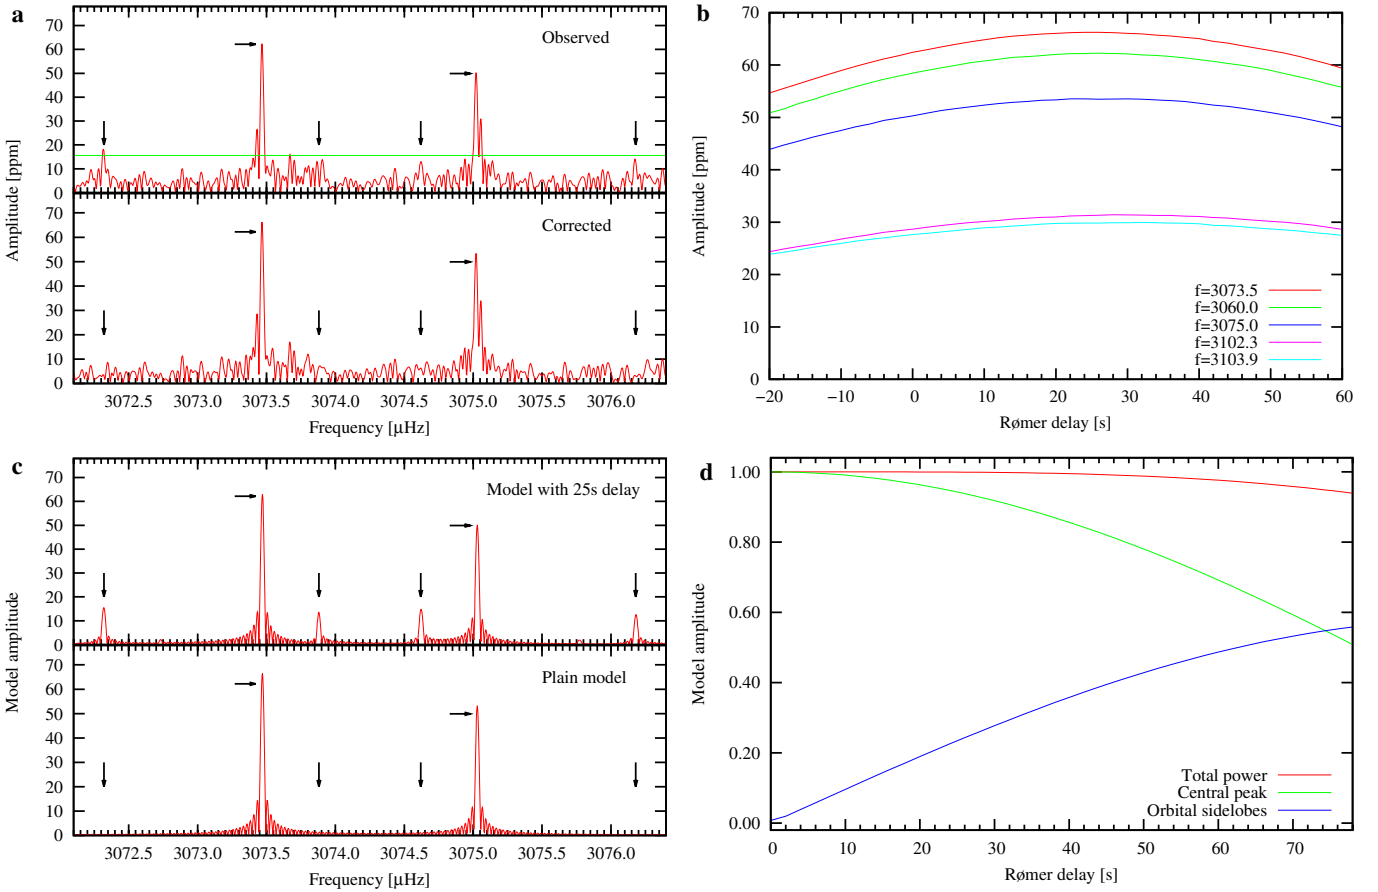 a
Observed
Amplitude [ppm]
70
60
50
40
30
20
10
0
Corrected
70
60
50
40
30
20
10
0
3072.5 3073.0 3073.5 3074.0 3074.5 3075.0 3075.5 3076.0
Frequency [μHz]
b
Amplitude [ppm]
70
60
50
40
30
20
10
0
f=3073.5
f=3060.0
f=3075.0
f=3102.3
f=3103.9
−20 −10 0 10 20 30 40 50 60
Rømer delay [s]
c
Model with 25s delay
Model amplitude
70
60
50
40
30
20
10
0
Plain model
70
60
50
40
30
20
10
0
3072.5 3073.0 3073.5 3074.0 3074.5 3075.0 3075.5 3076.0
Frequency [μHz]
d
Model amplitude
1.00
0.80
0.60
0.40
0.20
0.00
Total power
Central peak
Orbital sidelobes
0 10 20 30 40 50 60 70
Rømer delay [s]